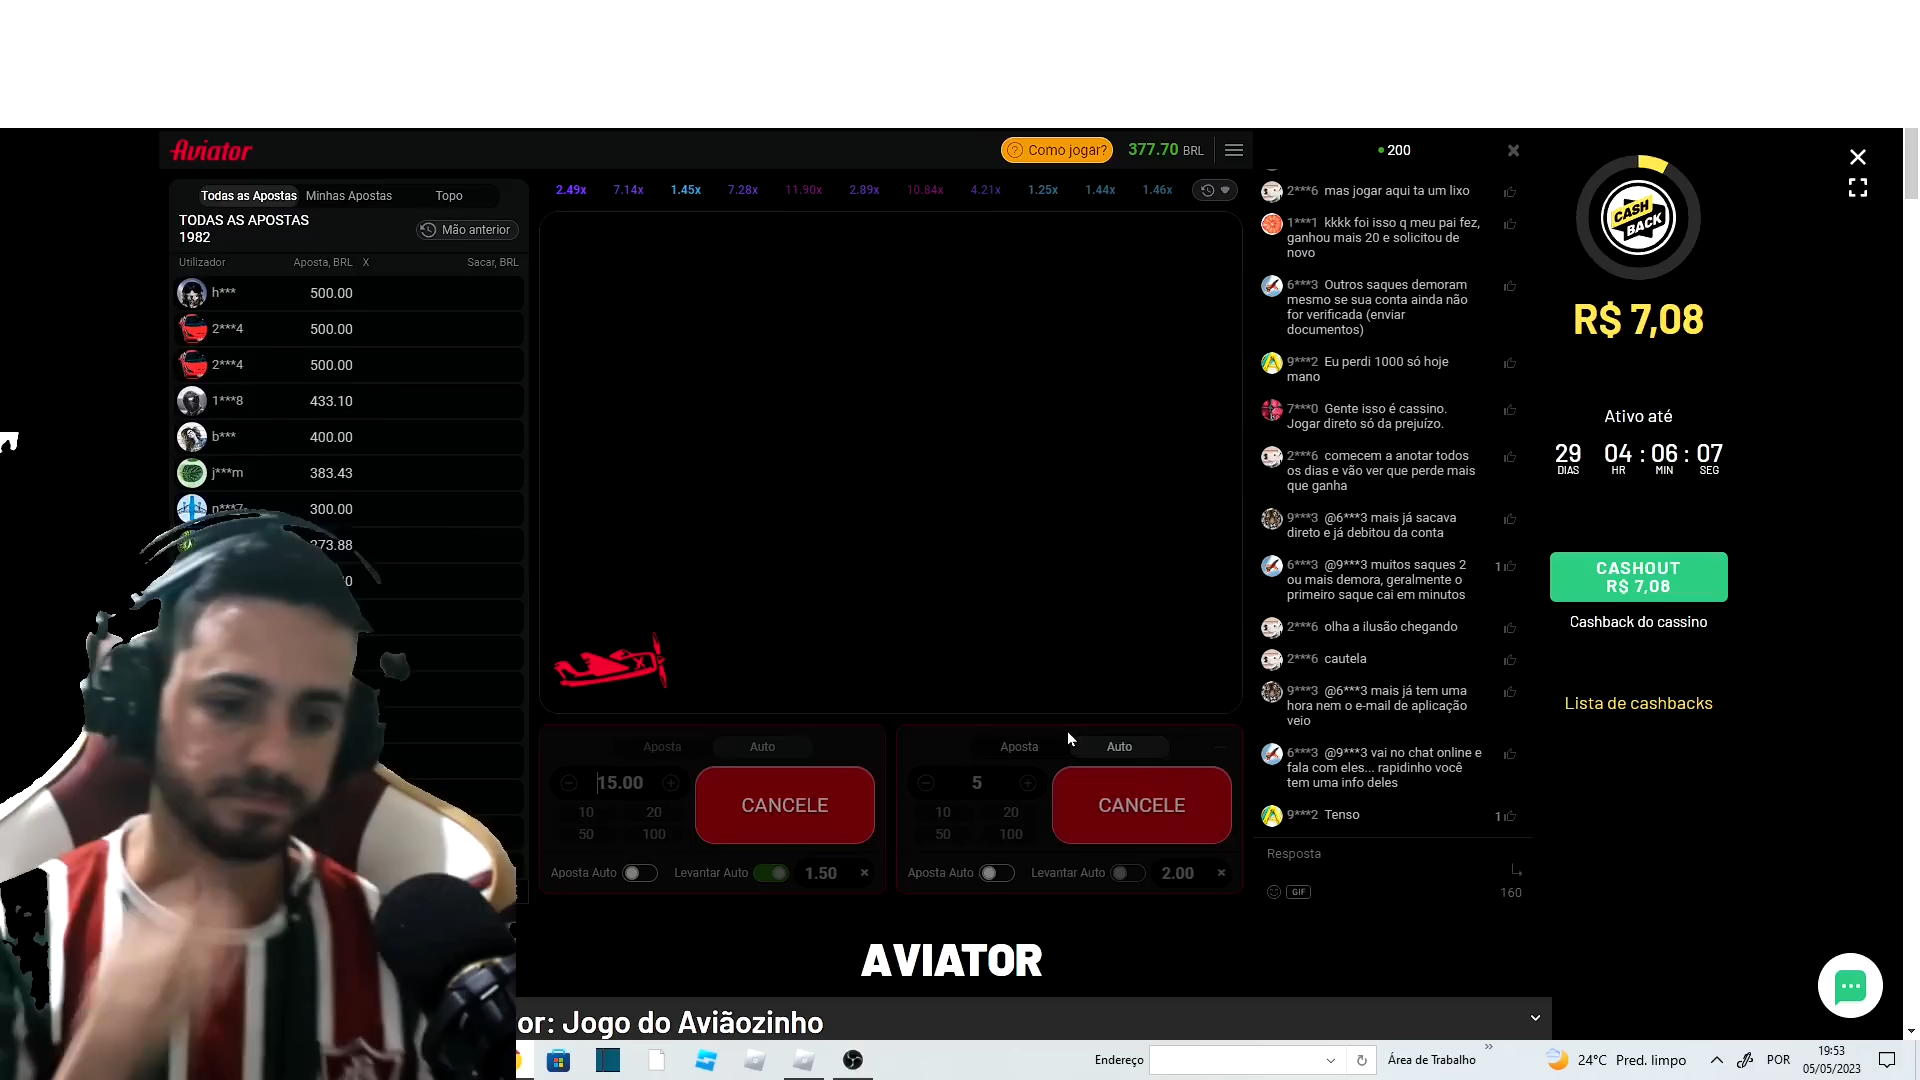 Aviator
? Como jogar?
377.70 BRL
200
Todas as Apostas Minhas Apostas Topo
TODAS AS APOSTAS
1982
Mão anterior
Utilizador Aposta, BRL X Sacar, BRL
h*** 500.00
2***4 500.00
2***4 500.00
1***8 433.10
b*** 400.00
j***m 383.43
n***7 300.00
273.88
0
2.49x 7.14x 1.45x 7.28x 11.90x 2.89x 10.84x 4.21x 1.25x 1.44x 1.46x
X
Aposta Auto
15.00
10 20
50 100
CANCELE
Aposta Auto Levantar Auto 1.50
Aposta Auto
5
10 20
50 100
CANCELE
Aposta Auto Levantar Auto 2.00
2***6 mas jogar aqui ta um lixo
1***1 kkkk foi isso q meu pai fez,
ganhou mais 20 e solicitou de
novo
6***3 Outros saques demoram
mesmo se sua conta ainda não
for verificada (enviar
documentos)
9***2 Eu perdi 1000 só hoje
mano
7***0 Gente isso é cassino.
Jogar direto só da prejuízo.
2***6 comecem a anotar todos
os dias e vão ver que perde mais
que ganha
9***3 @6***3 mais já sacava
direto e já debitou da conta
6***3 @9***3 muitos saques 2
ou mais demora, geralmente o
primeiro saque cai em minutos
1
2***6 olha a ilusão chegando
2***6 cautela
9***3 @6***3 mais já tem uma
hora nem o e-mail de aplicação
veio
6***3 @9***3 vai no chat online e
fala com eles... rapidinho você
tem uma info deles
9***2 Tenso
1
Resposta
GIF
160
CASH
BACK
R$ 7,08
Ativo até
29 04 : 06 : 07
DIAS HR MIN SEG
CASHOUT
R$ 7,08
Cashback do cassino
Lista de cashbacks
AVIATOR
or: Jogo do Aviãozinho
Endereço
Área de Trabalho
24°C Pred. limpo
POR
19:53
05/05/2023